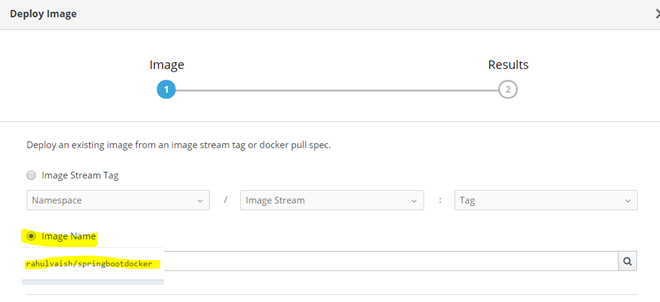 Deploy Image
Image Results
1 2
Deploy an existing image from an image stream tag or docker pull spec.
Image Stream Tag
Namespace / Image Stream : Tag
Image Name
rahulvaish/springbootdocker